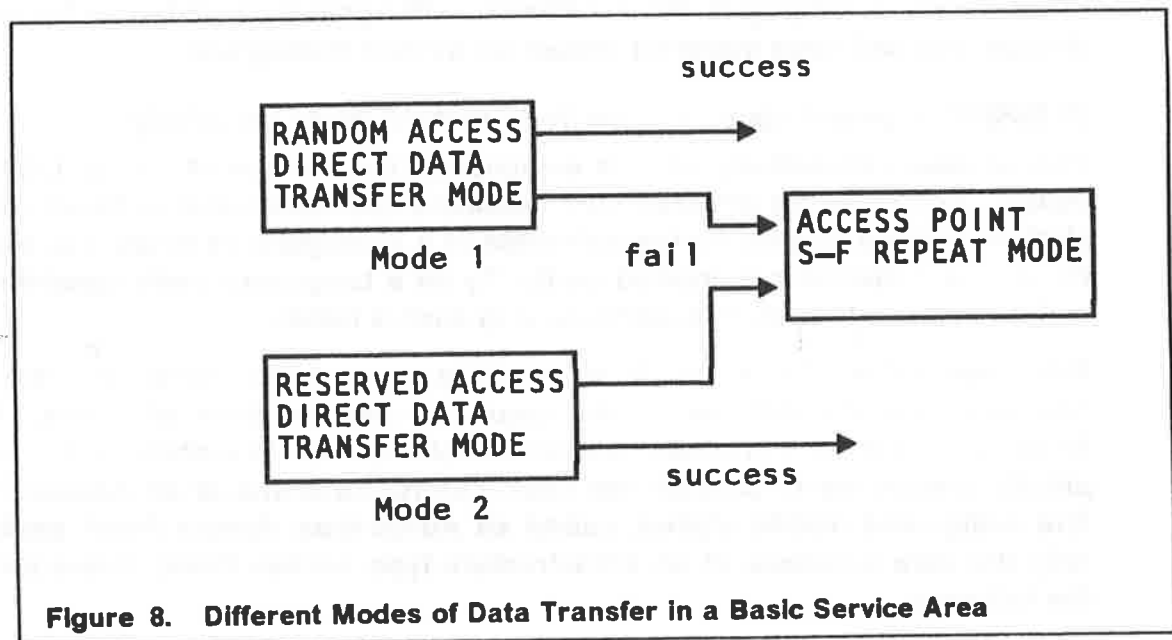 success
RANDOM ACCESS
DIRECT DATA
TRANSFER MODE
Mode 1
fail
ACCESS POINT
S-F REPEAT MODE
RESERVED ACCESS
DIRECT DATA
TRANSFER MODE
success
Mode 2
Figure 8. Different Modes of Data Transfer in a Basic Service Area